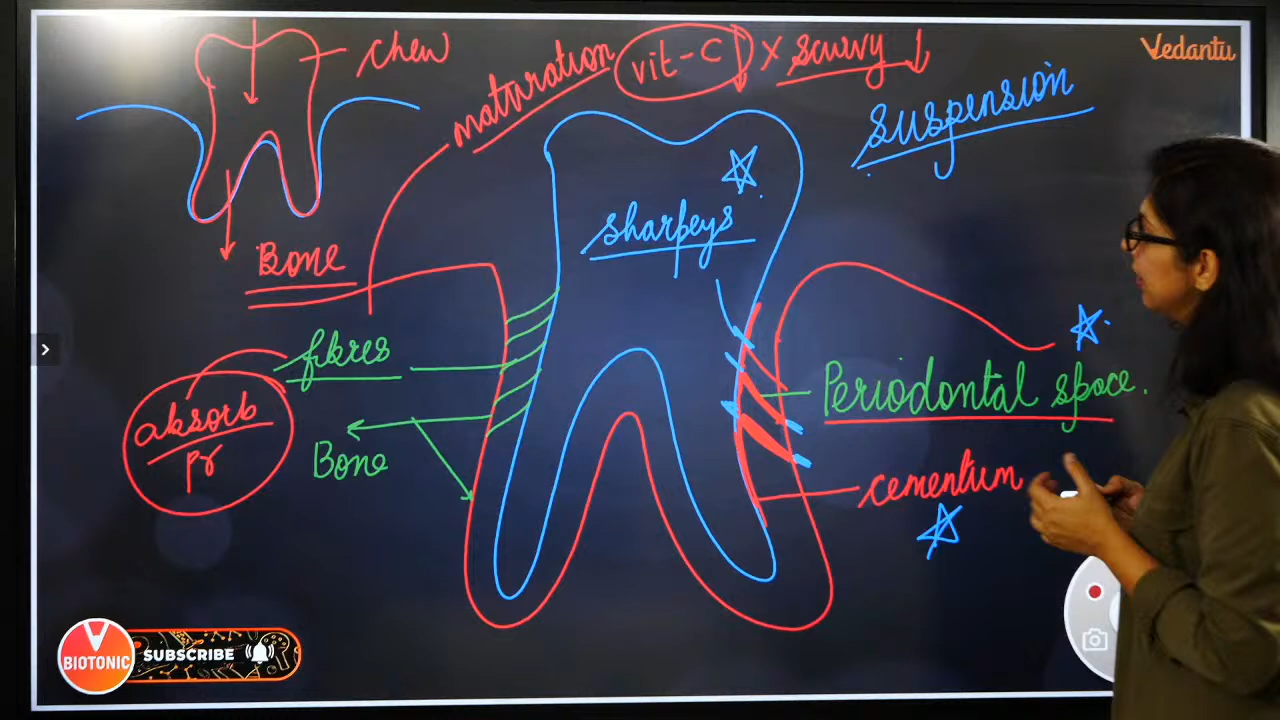 chew
maturation
vit-C ↓ × scurvy ↓
Vedantu
suspension
sharpeys
Bone
fibres
absorb
pr
Bone
Periodontal space.
cementum
BIOTONIC
SUBSCRIBE